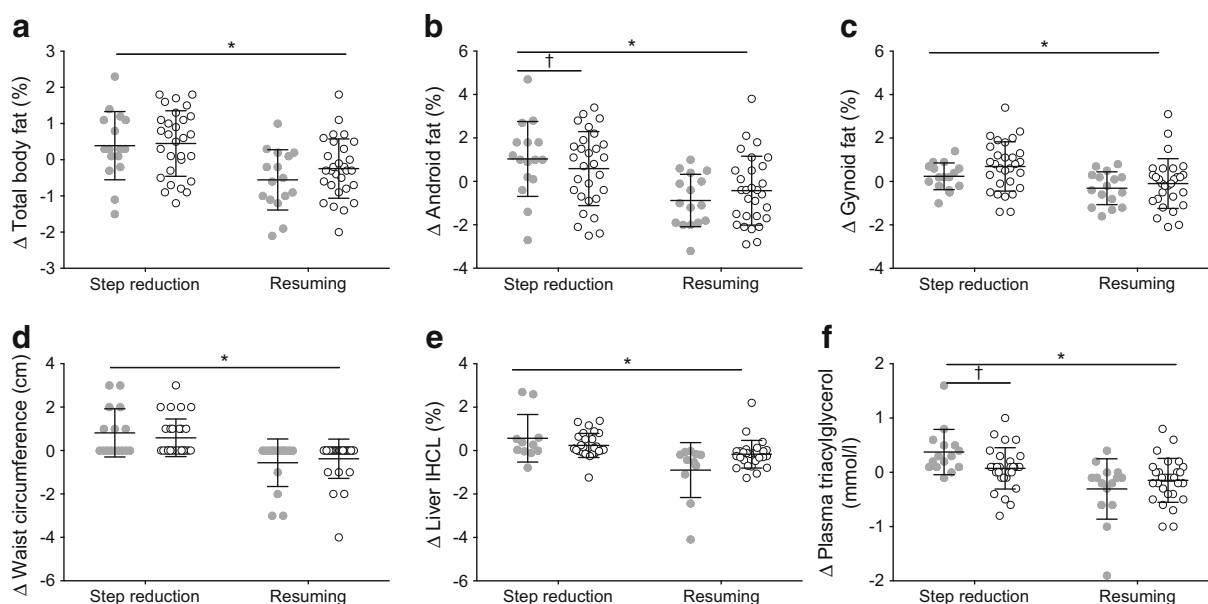 a
Δ Total body fat (%)
3
2
1
0
-1
-2
-3
*
Step reduction
Resuming
b
Δ Android fat (%)
6
4
2
0
-2
-4
*
†
Step reduction
Resuming
c
Δ Gynoid fat (%)
6
4
2
0
-2
-4
*
Step reduction
Resuming
d
Δ Waist circumference (cm)
4
2
0
-2
-4
-6
*
Step reduction
Resuming
e
Δ Liver IHCL (%)
4
2
0
-2
-4
-6
*
Step reduction
Resuming
f
Δ Plasma triacylglycerol
(mmol/l)
2
1
0
-1
-2
*
†
Step reduction
Resuming